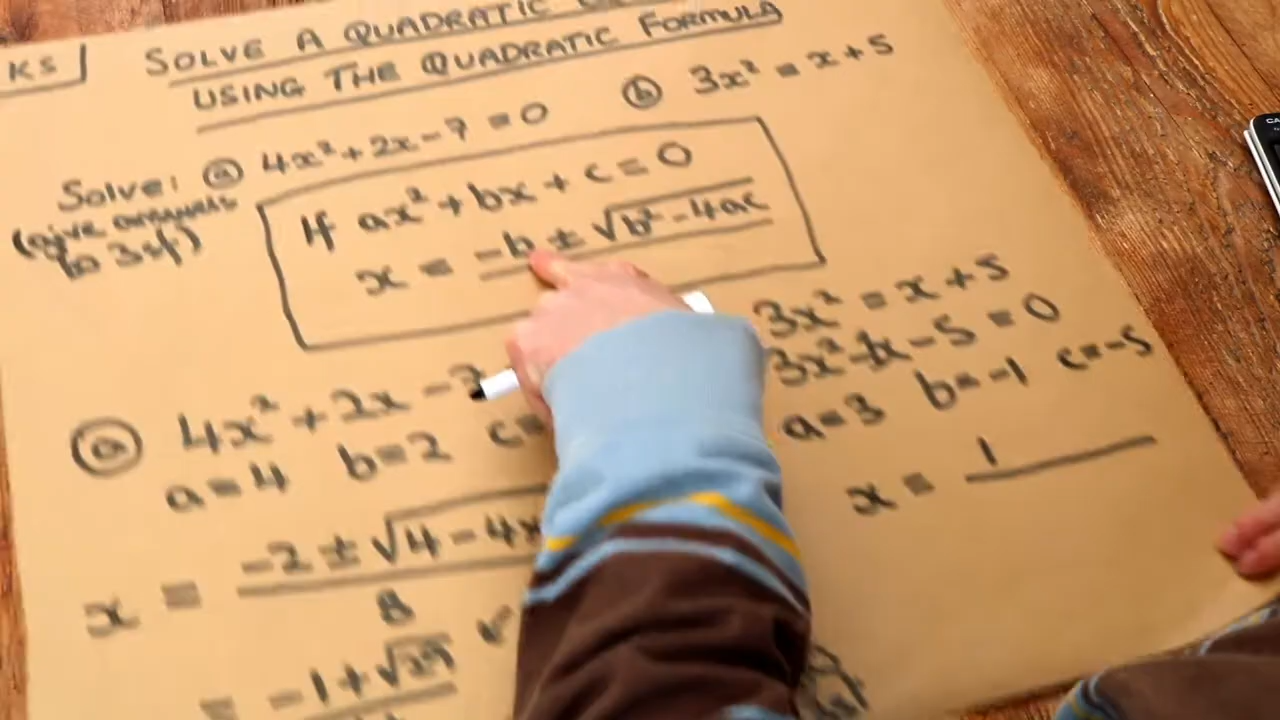 KS
SOLVE A QUADRATIC
USING THE QUADRATIC FORMULA
Solve: (a) 4x² + 2x - 7 = 0 (b) 3x² = x + 5
(give answers
to 3sf)
If ax² + bx + c = 0
x = -b ± √b² - 4ac
(a) 4x² + 2x - 7
a = 4 b = 2 c =
x = -2 ± √4 - 4x
8
= -1 + √29
3x² = x + 5
3x² - 1x - 5 = 0
a = 3 b = -1 c = -5
x = 1
CA